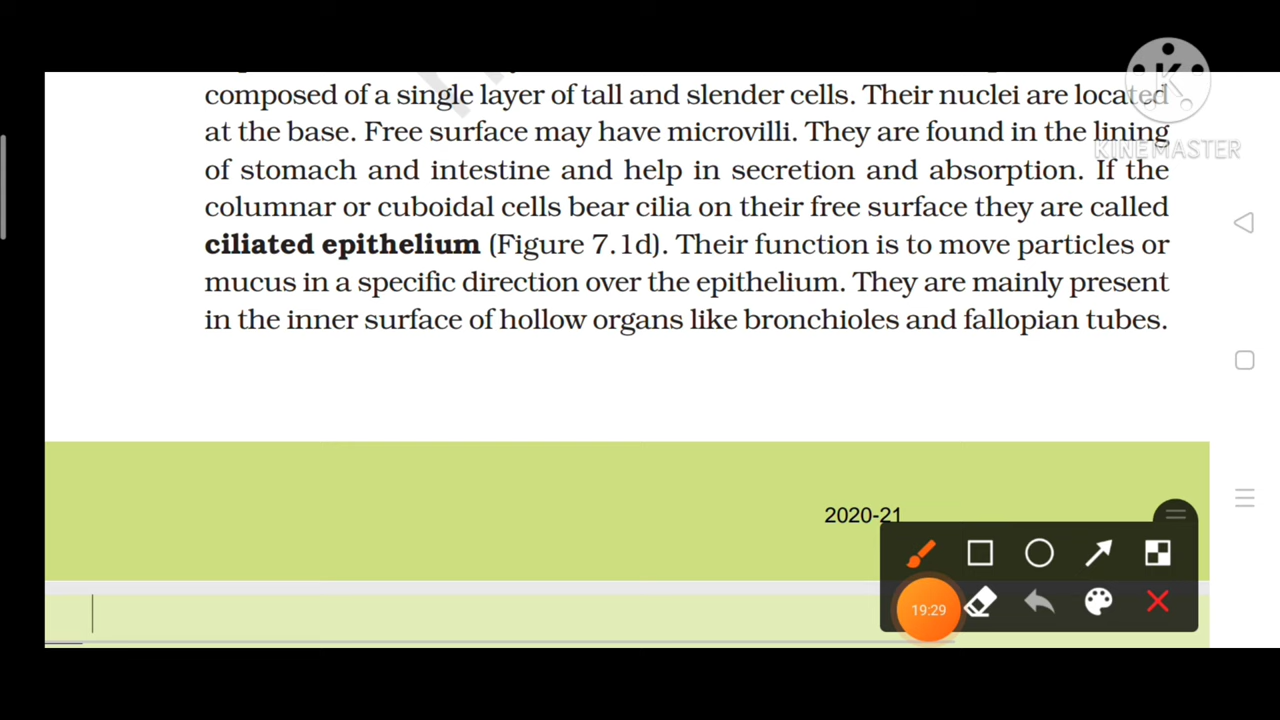 composed of a single layer of tall and slender cells. Their nuclei are located
at the base. Free surface may have microvilli. They are found in the lining
of stomach and intestine and help in secretion and absorption. If the
columnar or cuboidal cells bear cilia on their free surface they are called
ciliated epithelium (Figure 7.1d). Their function is to move particles or
mucus in a specific direction over the epithelium. They are mainly present
in the inner surface of hollow organs like bronchioles and fallopian tubes.
K
KINEMASTER
2020-21
19:29